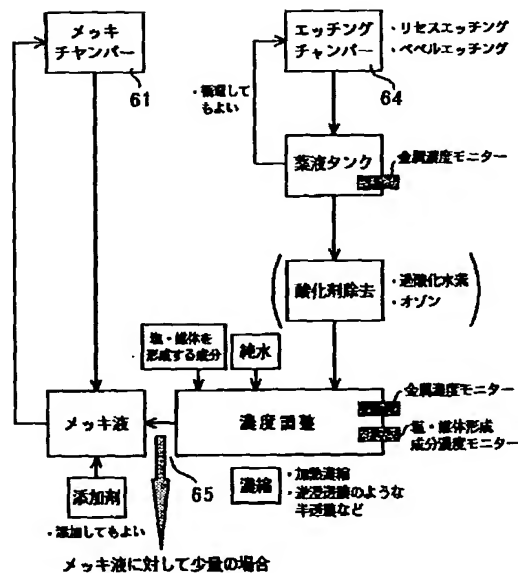 メッキ
チャンバー
61
エッチング
チャンバー
64
・リセスエッチング
・ベベルエッチング
・循環して
もよい
薬液タンク
金属濃度モニター
酸化剤除去
・過酸化水素
・オゾン
塩・錯体を
形成する成分
純水
メッキ液
濃度調整
金属濃度モニター
塩・錯体形成
成分濃度モニター
65
添加剤
・添加してもよい
濃縮
・加熱濃縮
・逆浸透膜のような
半透膜など
メッキ液に対して少量の場合